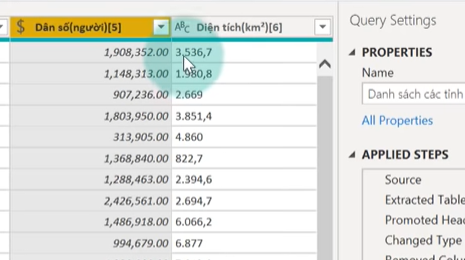 $ Dân số(người)[5] ABC Diện tích(km²)[6]
1,908,352.00 3.536,7
1,148,313.00 1.980,8
907,236.00 2.669
1,803,950.00 3.851,4
313,905.00 4.860
1,368,840.00 822,7
1,288,463.00 2.394,6
2,426,561.00 2.694,7
1,486,918.00 6.066,2
994,679.00 6.877
Query Settings
PROPERTIES
Name
Danh sách các tỉnh
All Properties
APPLIED STEPS
Source
Extracted Table
Promoted Head
Changed Type